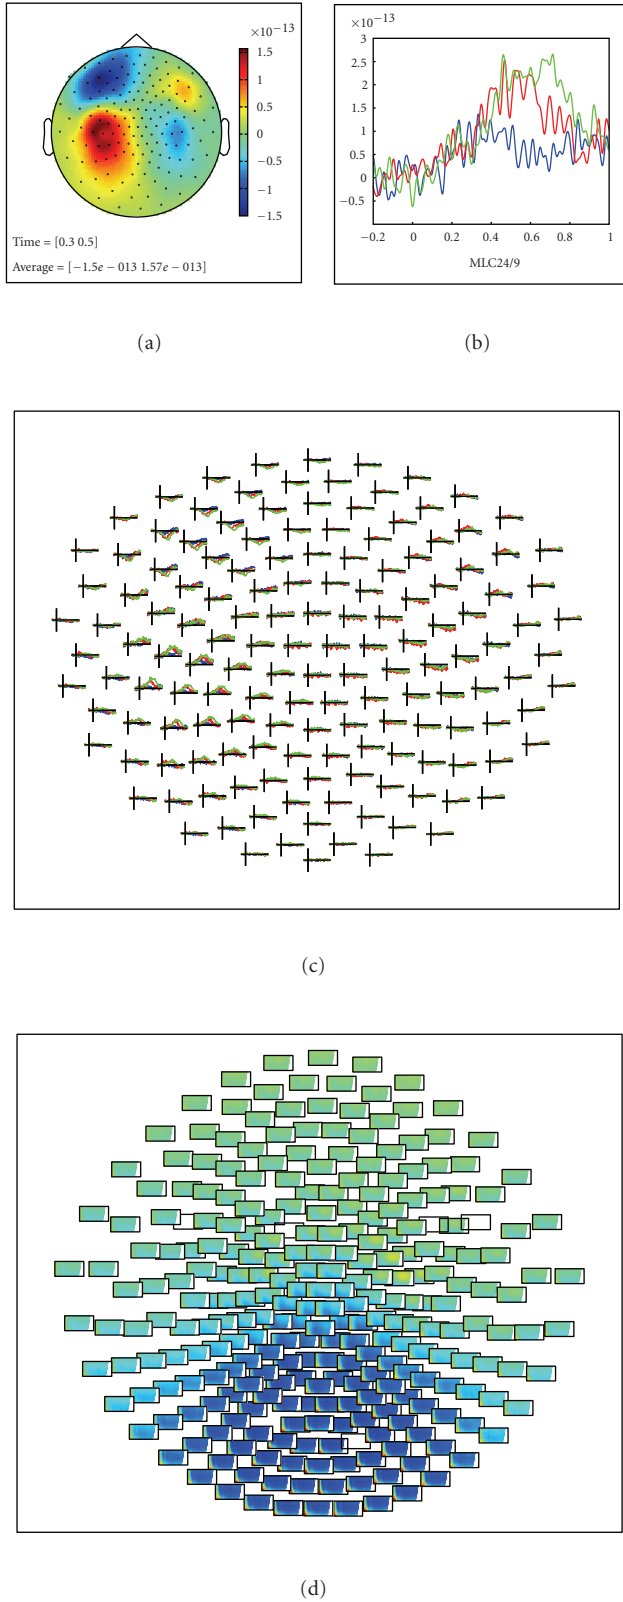 ×10−13
1.5
1
0.5
0
−0.5
−1
−1.5
Time = [0.3 0.5]
Average = [−1.5e − 013 1.57e − 013]
(a)
×10−13
3
2.5
2
1.5
1
0.5
0
−0.5
−0.2 0 0.2 0.4 0.6 0.8 1
MLC24/9
(b)
(c)
(d)